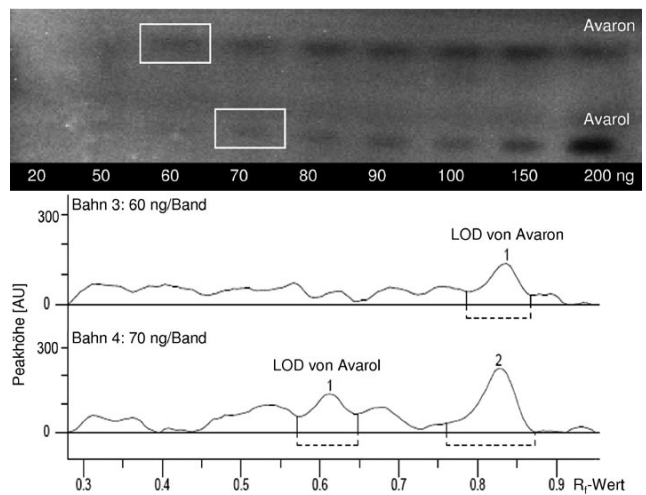 Avaron
Avarol
20 50 60 70 80 90 100 150 200 ng
Bahn 3: 60 ng/Band
300
LOD von Avaron
1
0
Peakhöhe [AU]
Bahn 4: 70 ng/Band
300
LOD von Avarol
1
2
0
0.3 0.4 0.5 0.6 0.7 0.8 0.9 Rf-Wert